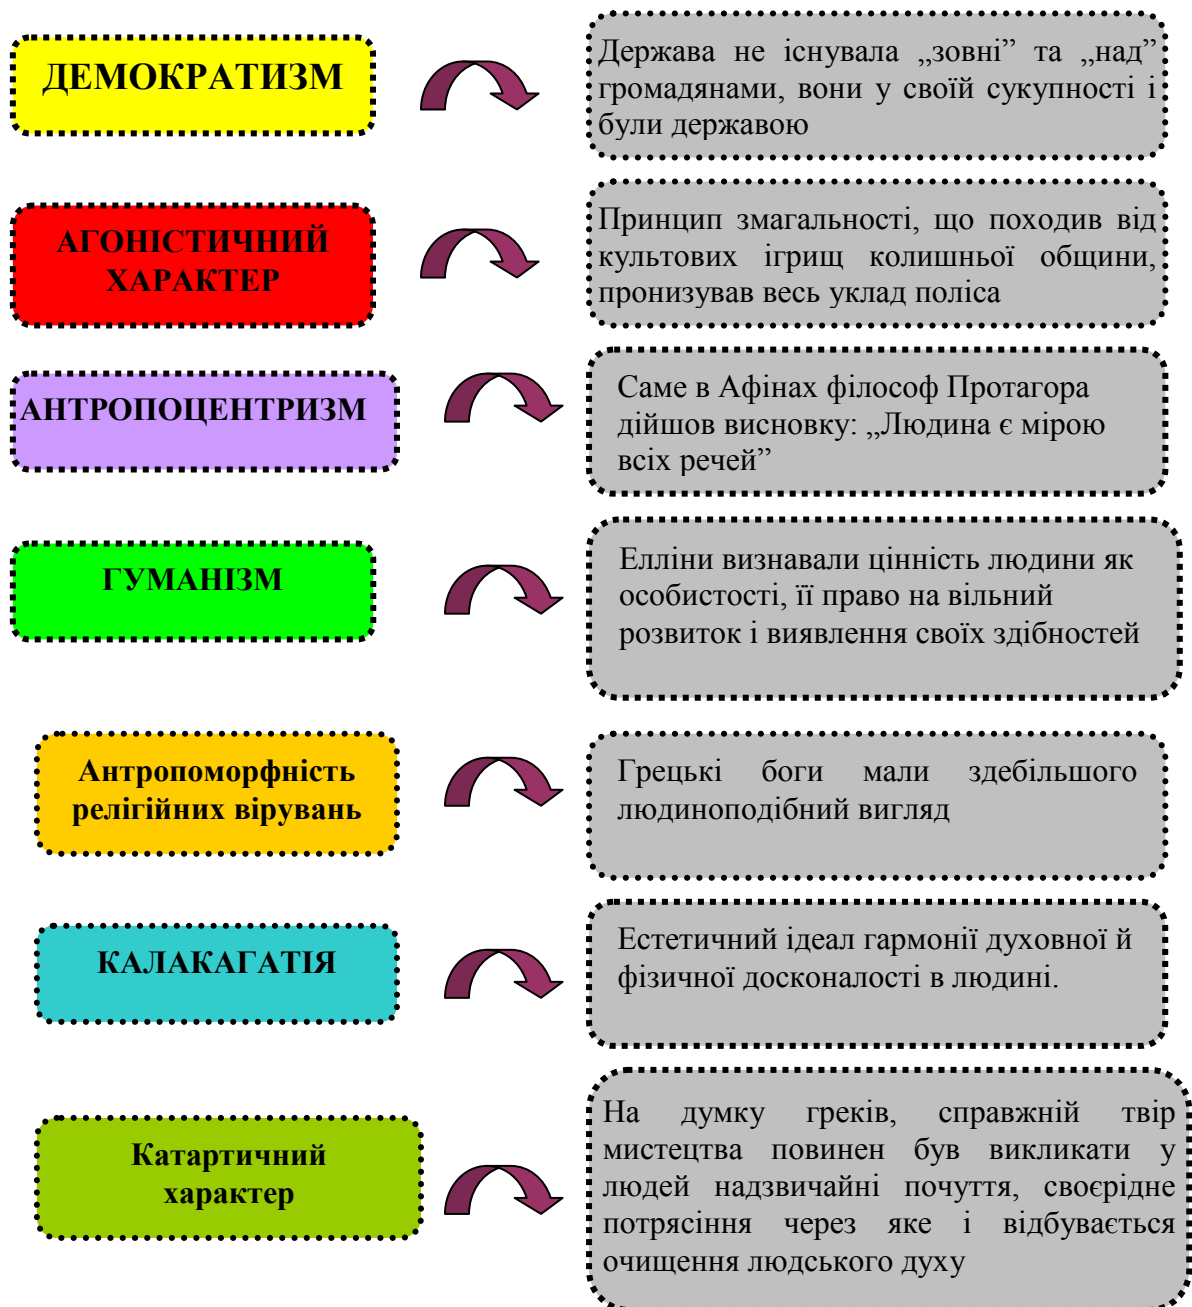 ДЕМОКРАТИЗМ
Держава не існувала „зовні” та „над”
громадянами, вони у своїй сукупності і
були державою
АГОНІСТИЧНИЙ
ХАРАКТЕР
Принцип змагальності, що походив від
культових ігрищ колишньої общини,
пронизував весь уклад поліса
АНТРОПОЦЕНТРИЗМ
Саме в Афінах філософ Протагора
дійшов висновку: „Людина є мірою
всіх речей”
ГУМАНІЗМ
Елліни визнавали цінність людини як
особистості, її право на вільний
розвиток і виявлення своїх здібностей
Антропоморфність
релігійних вірувань
Грецькі боги мали здебільшого
людиноподібний вигляд
КАЛАКАГАТІЯ
Естетичний ідеал гармонії духовної й
фізичної досконалості в людині.
Катартичний
характер
На думку греків, справжній твір
мистецтва повинен був викликати у
людей надзвичайні почуття, своєрідне
потрясіння через яке і відбувається
очищення людського духу